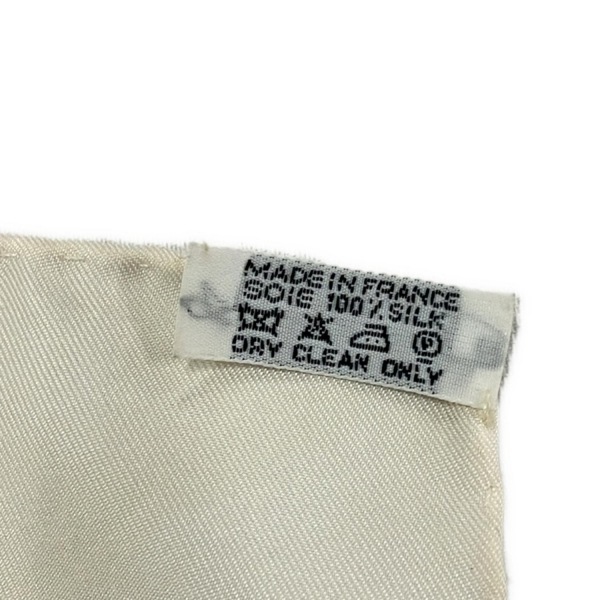 MADE IN FRANCE
SOIE 100% SILK
DRY CLEAN ONLY